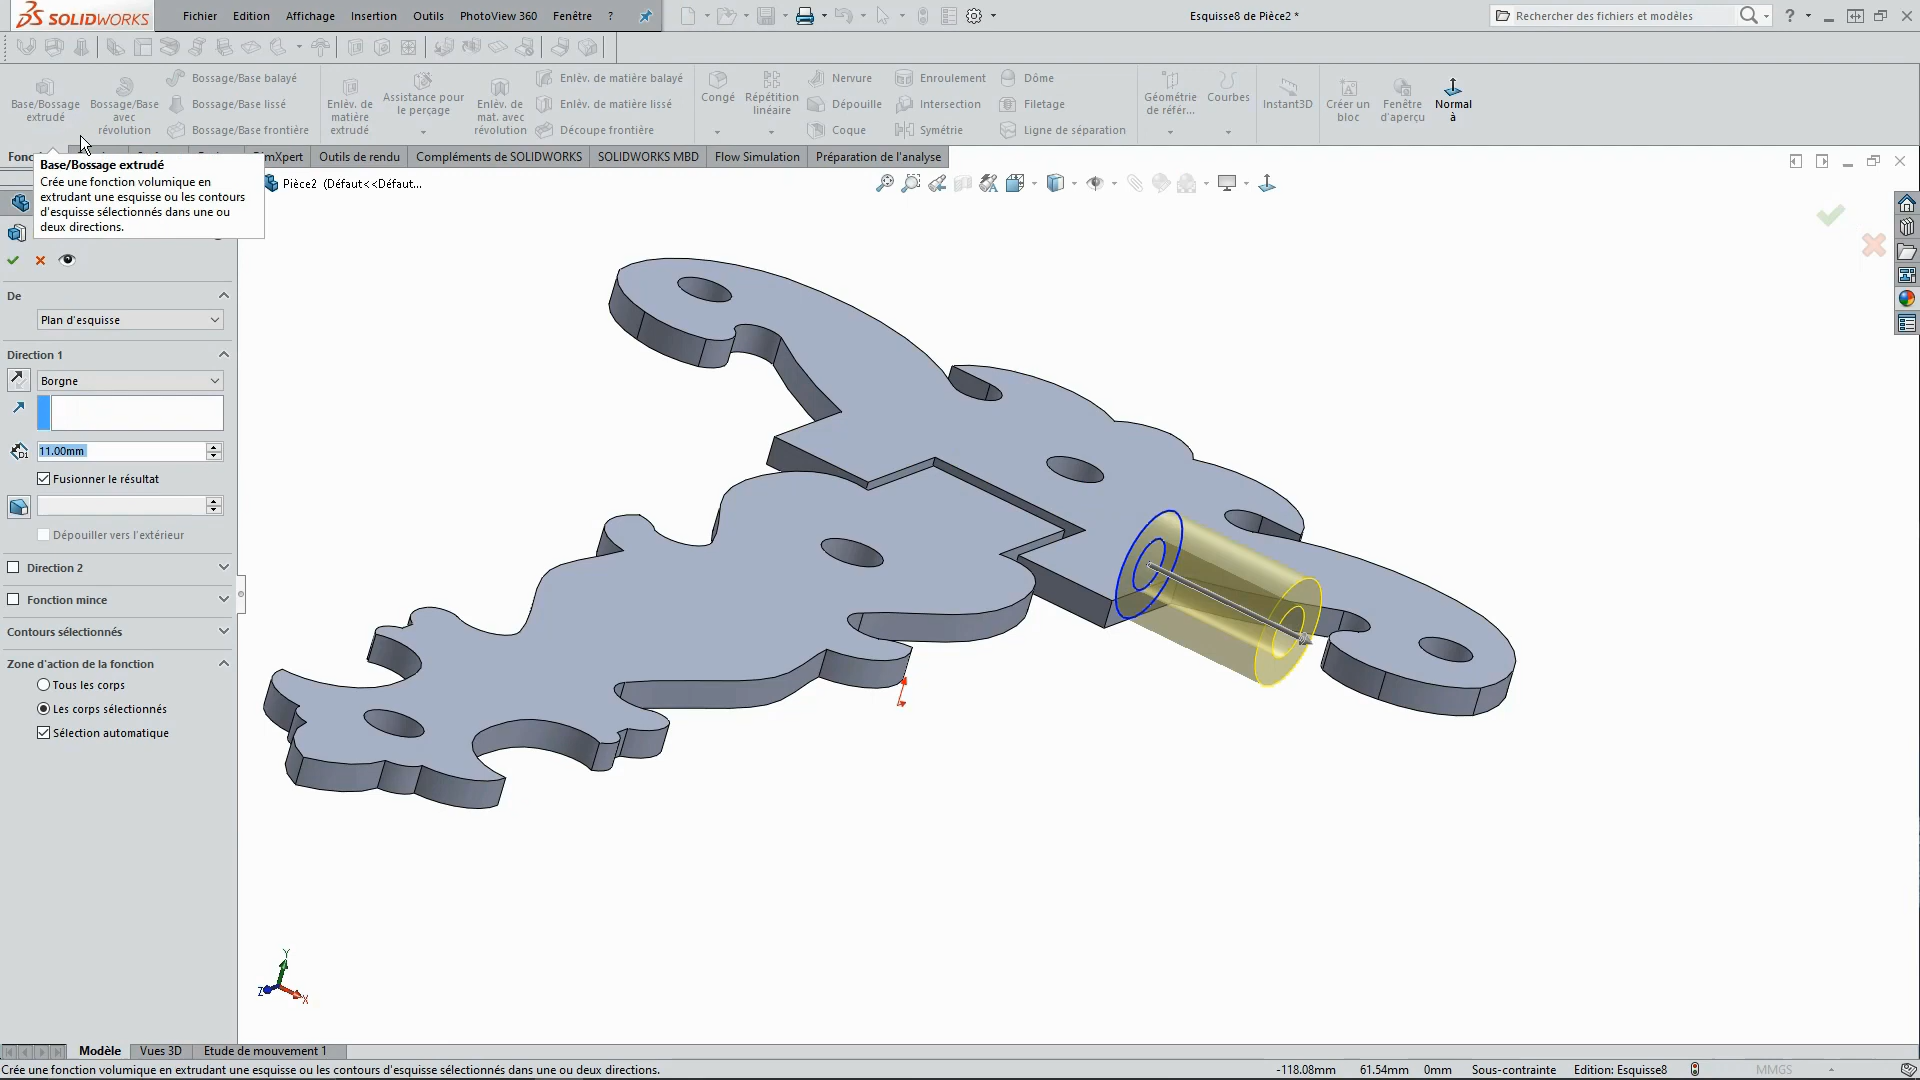 SOLIDWORKS Fichier Edition Affichage Insertion Outils PhotoView 360 Fenêtre ? Esquisse8 de Pièce2 * Rechercher des fichiers et modèles ?
Base/Bossage
extrudé
Bossage/Base
avec
révolution
Bossage/Base balayé
Bossage/Base lissé
Bossage/Base frontière
Enlèv. de
matière
extrudé
Assistance pour
le perçage
Enlèv. de
mat. avec
révolution
Enlèv. de matière balayé
Enlèv. de matière lissé
Découpe frontière
Congé
Répétition
linéaire
Nervure
Dépouille
Coque
Enroulement
Intersection
Symétrie
Dôme
Filetage
Ligne de séparation
Géométrie
de référ...
Courbes
Instant3D
Créer un
bloc
Fenêtre
d'aperçu
Normal
à
Outils de rendu Compléments de SOLIDWORKS SOLIDWORKS MBD Flow Simulation Préparation de l'analyse
Base/Bossage extrudé
Crée une fonction volumique en
extrudant une esquisse ou les contours
d'esquisse sélectionnés dans une ou
deux directions.
Pièce2 (Défaut<<Défaut...
De
Plan d'esquisse
Direction 1
Borgne
D1
11.00mm
Fusionner le résultat
Dépouiller vers l'extérieur
Direction 2
Fonction mince
Contours sélectionnés
Zone d'action de la fonction
Tous les corps
Les corps sélectionnés
Sélection automatique
Y
Z
X
Modèle Vues 3D Etude de mouvement 1
Crée une fonction volumique en extrudant une esquisse ou les contours d'esquisse sélectionnés dans une ou deux directions. -118.08mm 61.54mm 0mm Sous-contrainte Edition: Esquisse8 MMGS